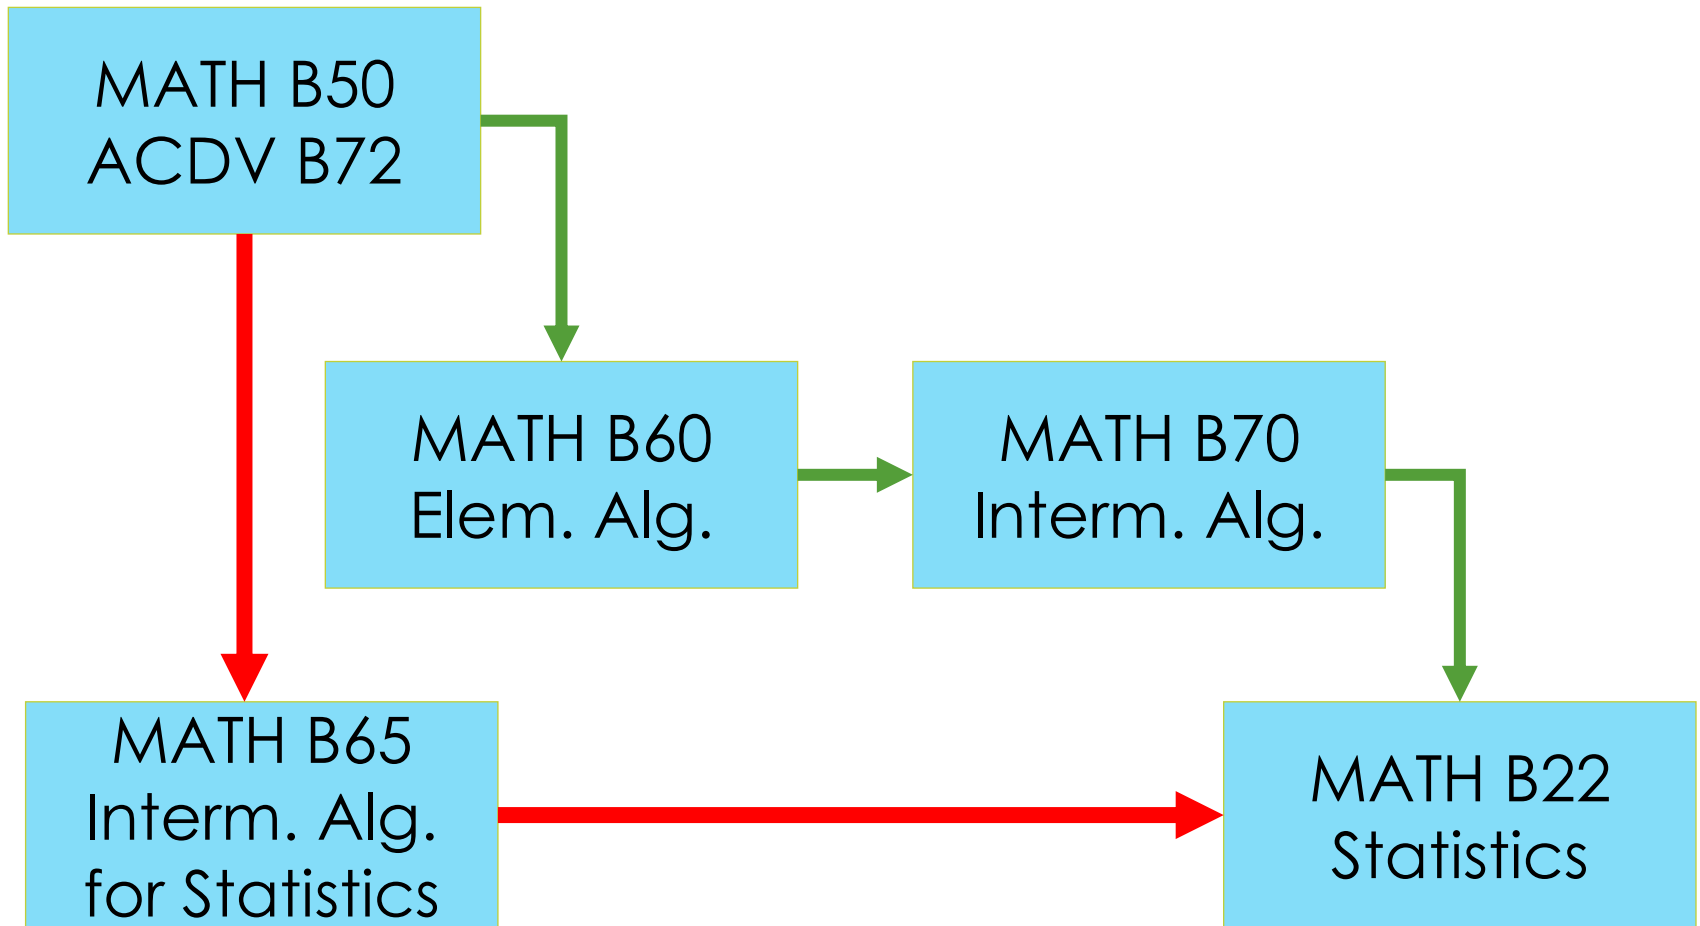 MATH B50
ACDV B72
MATH B60
Elem. Alg.
MATH B70
Interm. Alg.
MATH B65
Interm. Alg.
for Statistics
MATH B22
Statistics